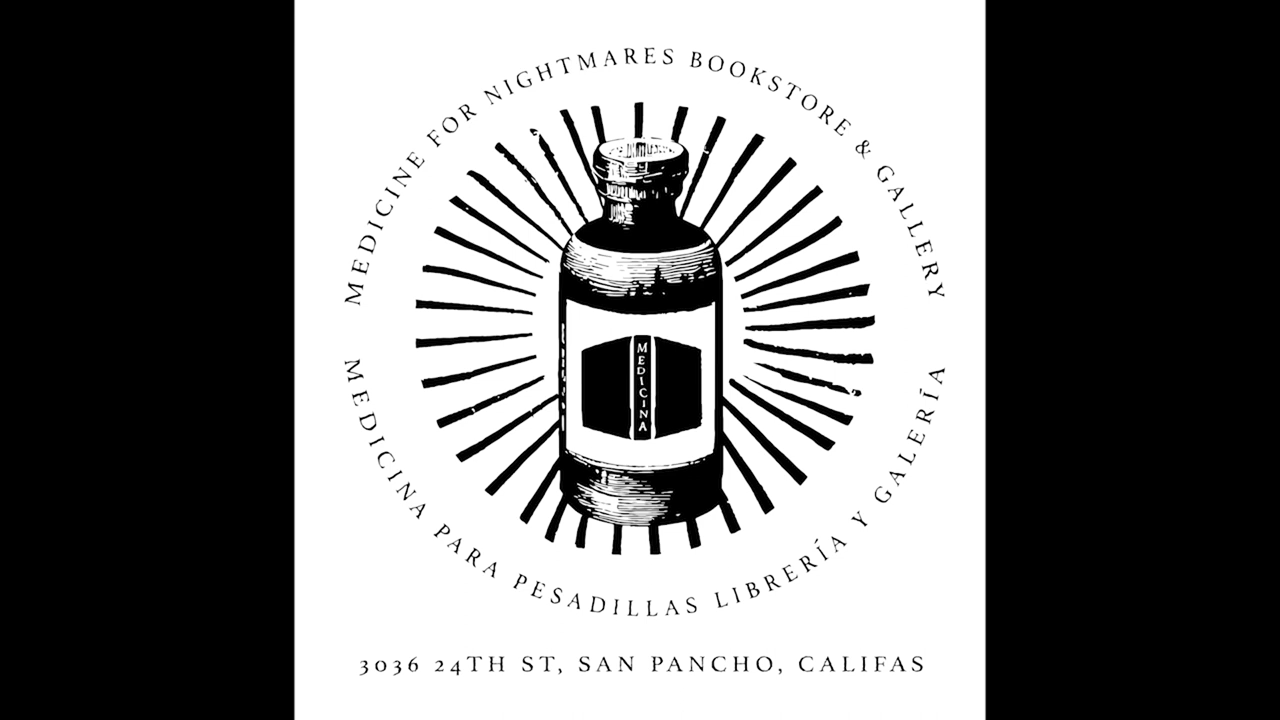 MEDICINE FOR NIGHTMARES BOOKSTORE & GALLERY
MEDICINA
MEDICINA PARA PESADILLAS LIBRERÍA Y GALERÍA
3036 24TH ST, SAN PANCHO, CALIFAS